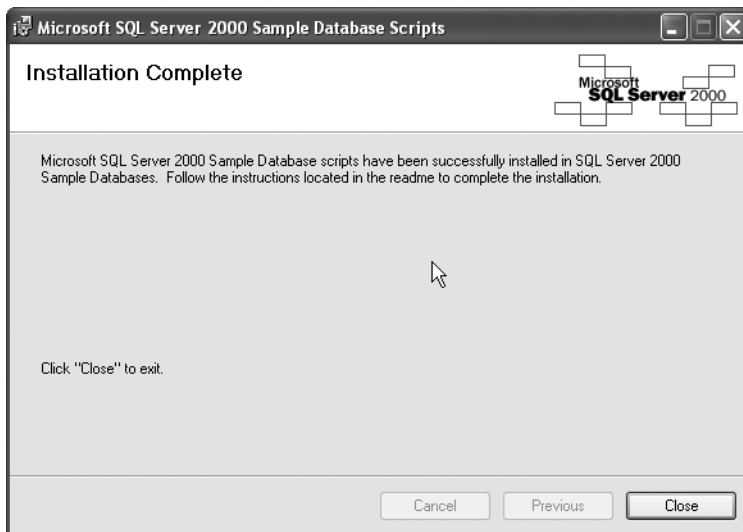 Microsoft SQL Server 2000 Sample Database Scripts
Installation Complete
Microsoft
SQL Server 2000
Microsoft SQL Server 2000 Sample Database scripts have been successfully installed in SQL Server 2000
Sample Databases. Follow the instructions located in the readme to complete the installation.
Click "Close" to exit.
Cancel
Previous
Close